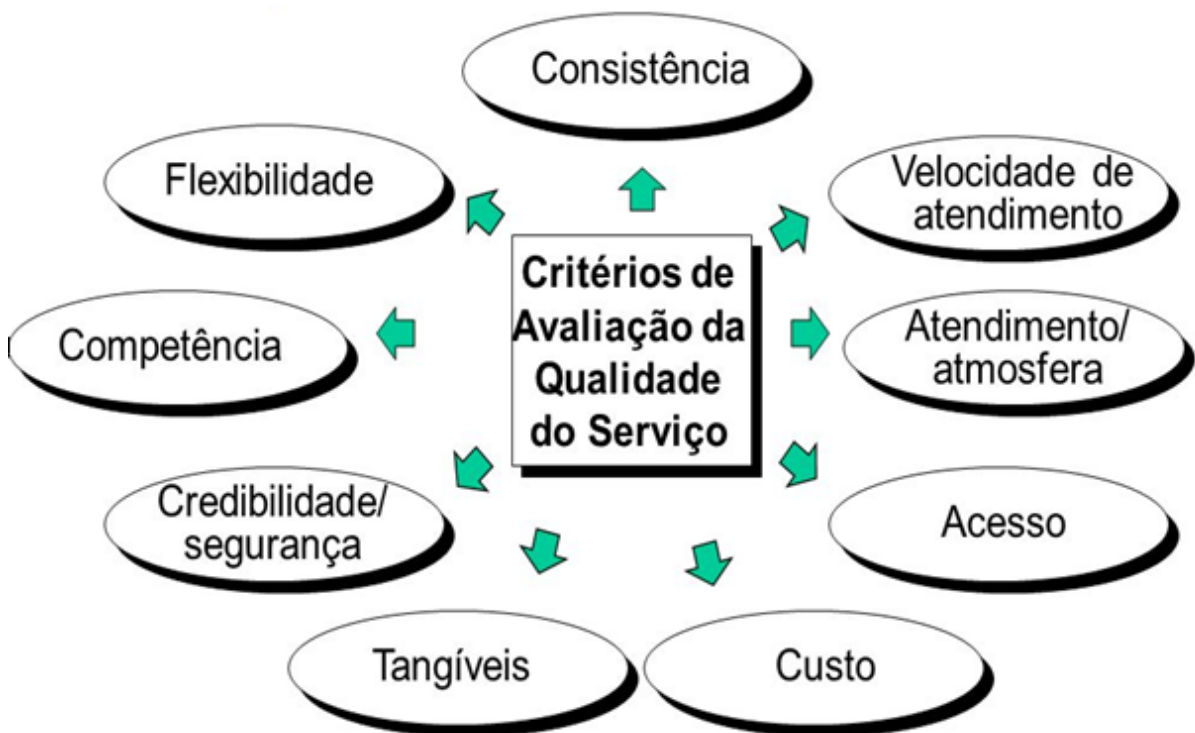 Consistência
Flexibilidade
Velocidade de
atendimento
Critérios de
Avaliação da
Qualidade
do Serviço
Competência
Atendimento/
atmosfera
Credibilidade/
segurança
Acesso
Tangíveis
Custo